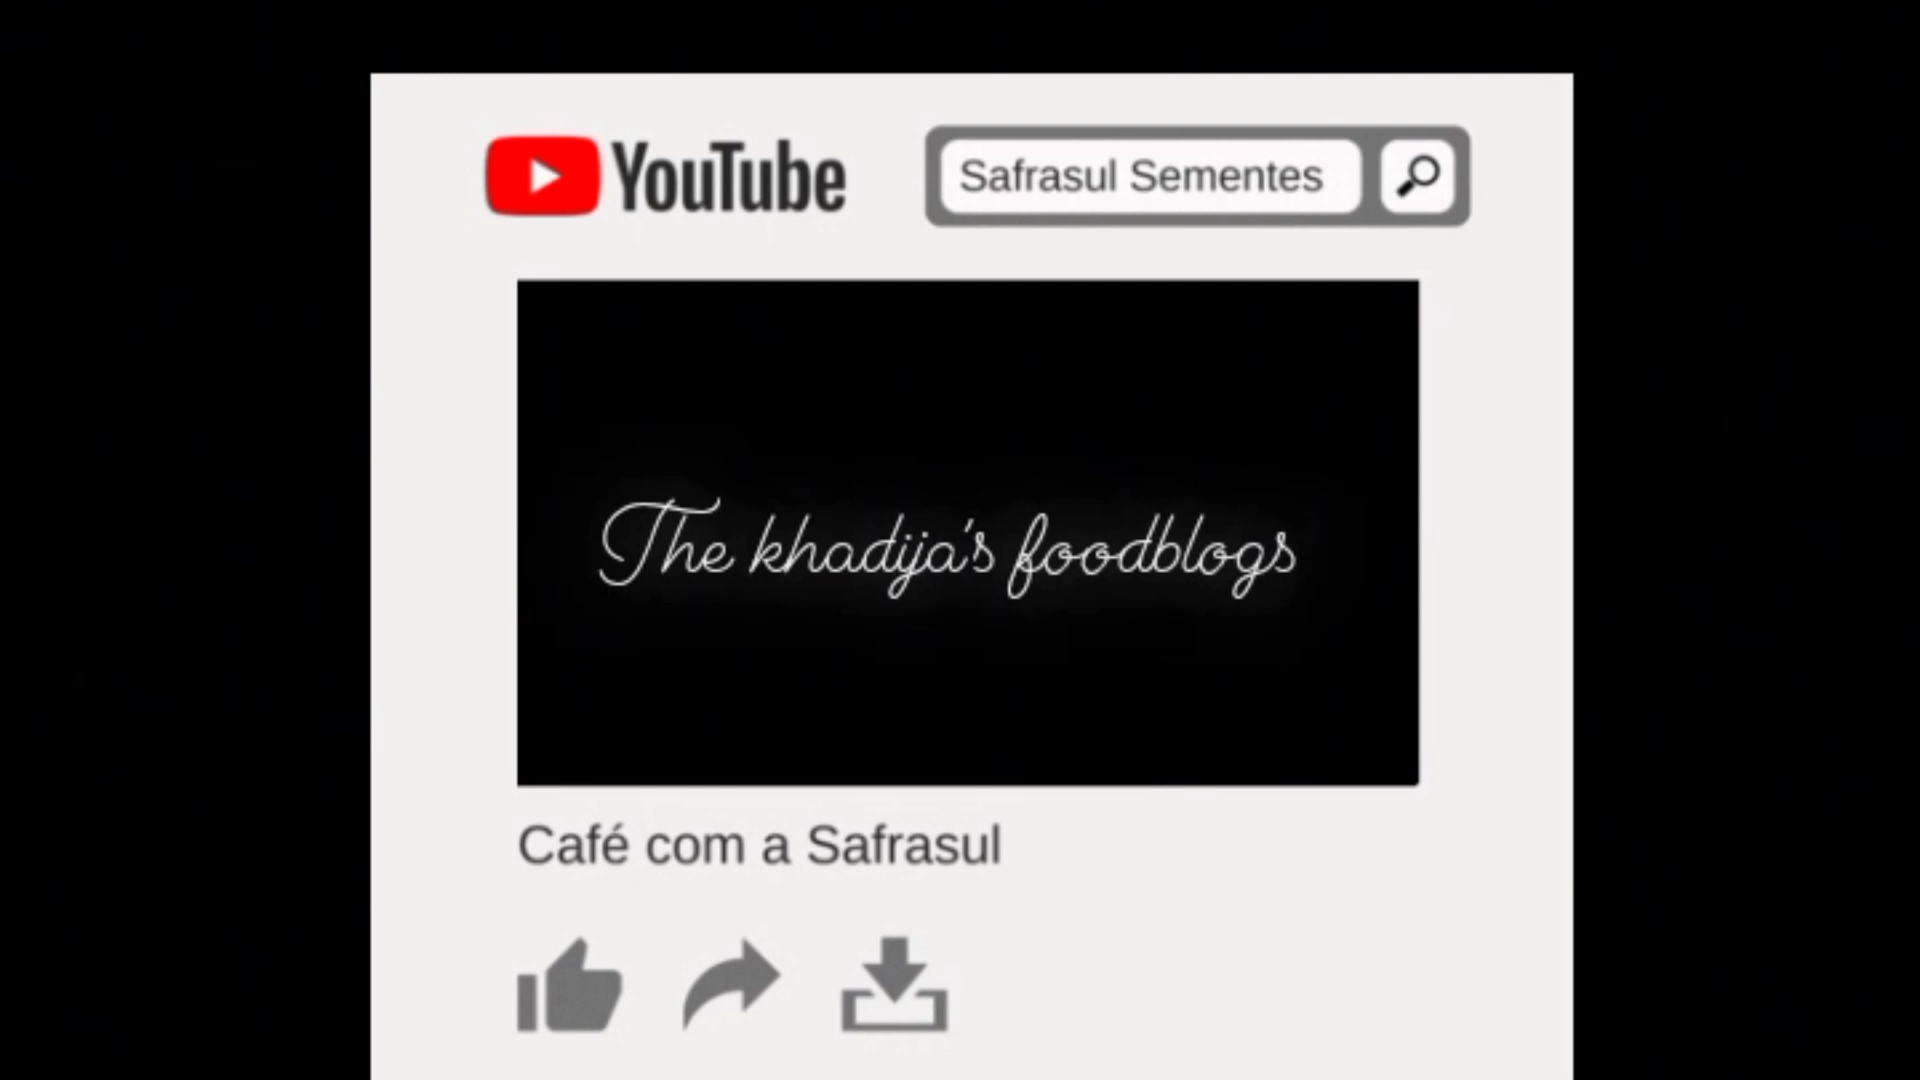 YouTube
Safrasul Sementes
The khadija's foodblogs
Café com a Safrasul